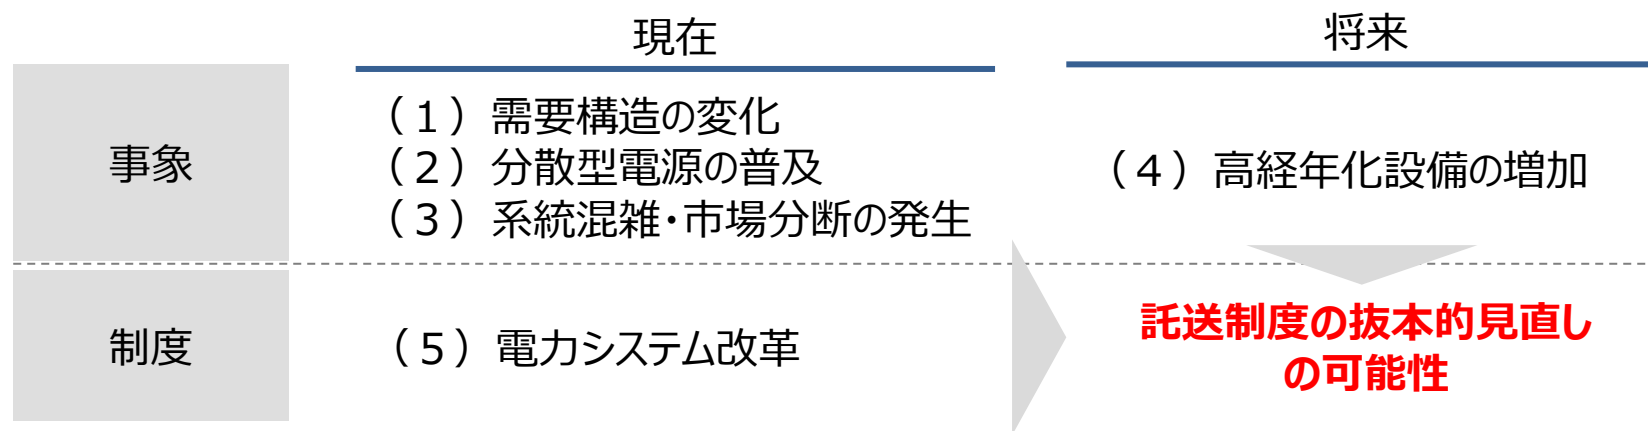 現在
将来
事象
（１）需要構造の変化
（２）分散型電源の普及
（３）系統混雑・市場分断の発生
（４）高経年化設備の増加
制度
（５）電力システム改革
託送制度の抜本的見直し
の可能性